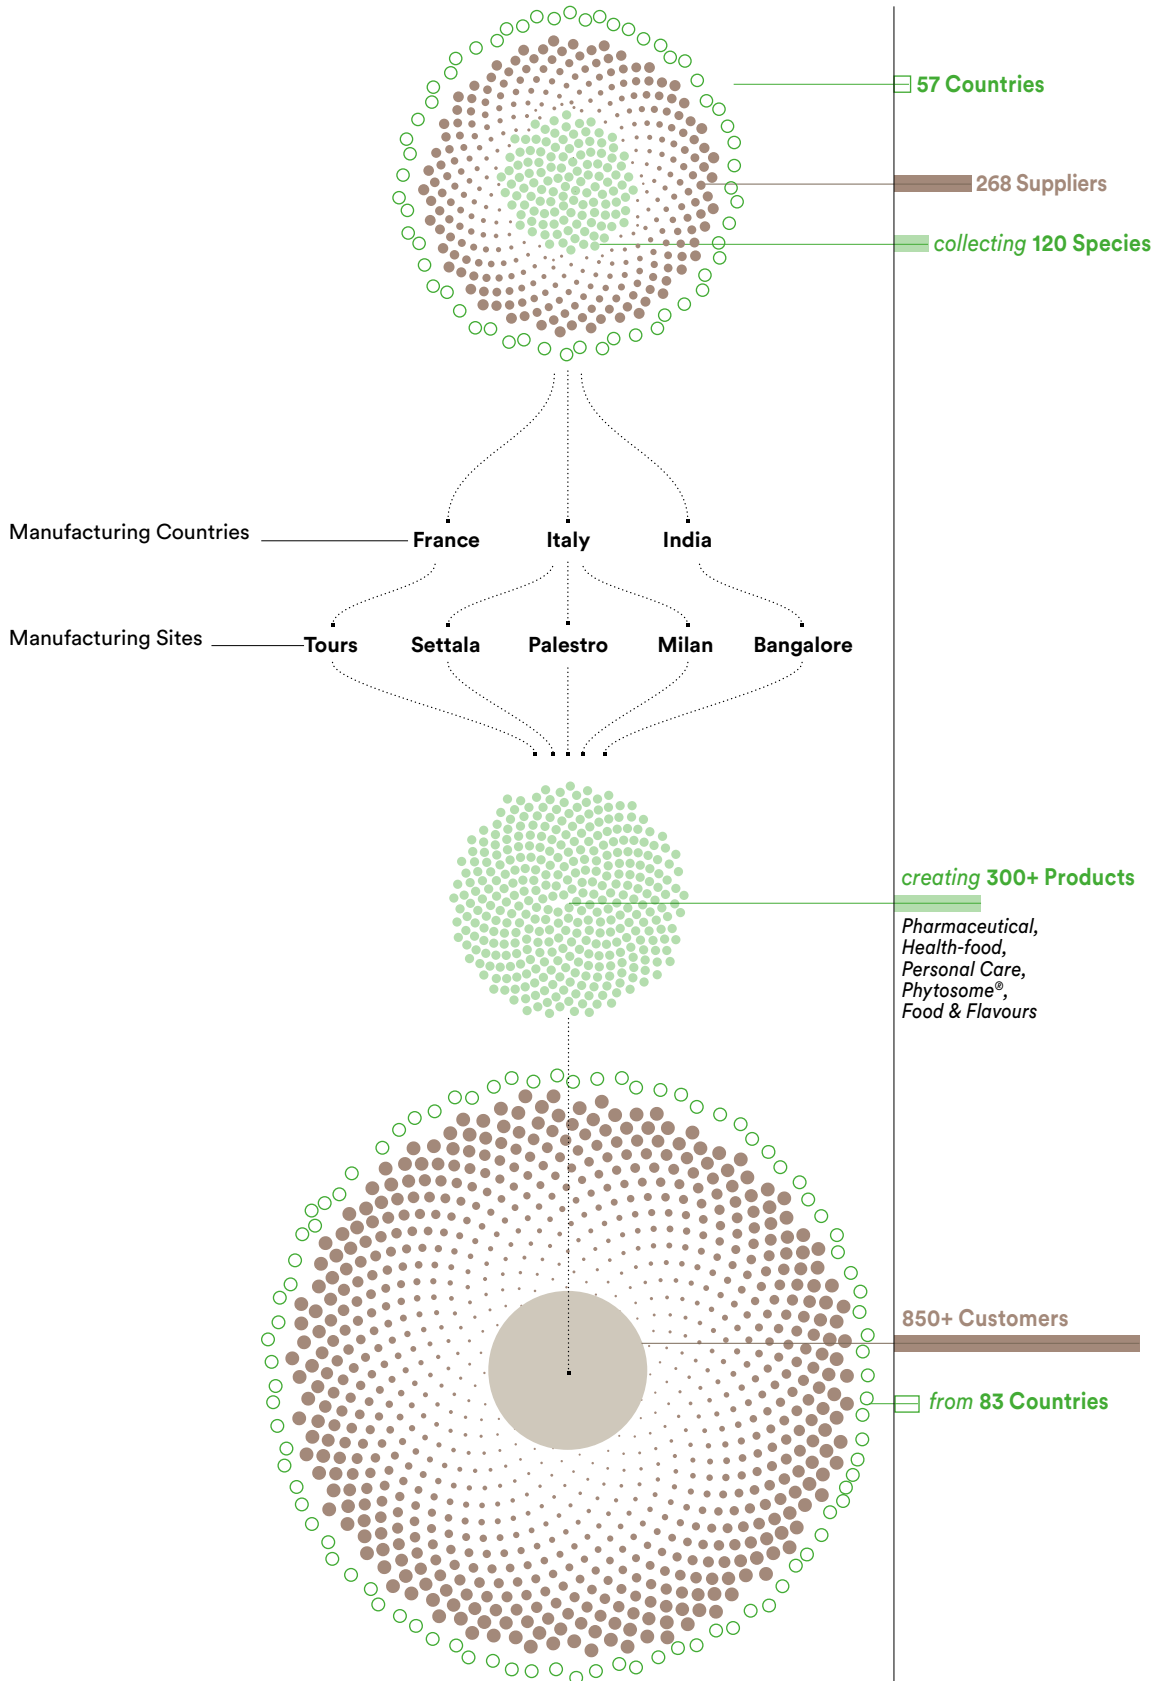 57 Countries
268 Suppliers
collecting 120 Species
Manufacturing Countries
France Italy India
Manufacturing Sites
Tours Settala Palestro Milan Bangalore
creating 300+ Products
Pharmaceutical,
Health-food,
Personal Care,
Phytosome®,
Food & Flavours
850+ Customers
from 83 Countries